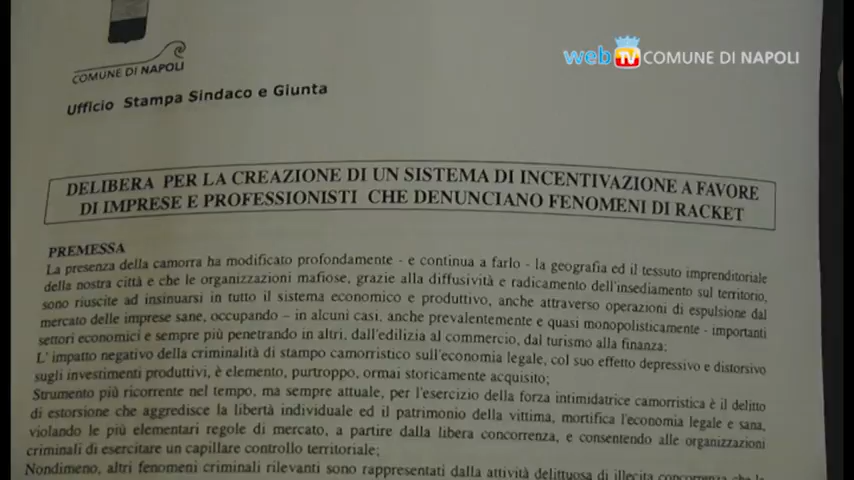 web TV COMUNE DI NAPOLI
COMUNE DI NAPOLI
Ufficio Stampa Sindaco e Giunta
DELIBERA PER LA CREAZIONE DI UN SISTEMA DI INCENTIVAZIONE A FAVORE
DI IMPRESE E PROFESSIONISTI CHE DENUNCIANO FENOMENI DI RACKET
PREMESSA
La presenza della camorra ha modificato profondamente - e continua a farlo - la geografia ed il tessuto imprenditoriale
della nostra città e che le organizzazioni mafiose, grazie alla diffusività e radicamento dell'insediamento sul territorio,
sono riuscite ad insinuarsi in tutto il sistema economico e produttivo, anche attraverso operazioni di espulsione dal
mercato delle imprese sane, occupando – in alcuni casi, anche prevalentemente e quasi monopolisticamente - importanti
settori economici e sempre più penetrando in altri, dall'edilizia al commercio, dal turismo alla finanza;
L' impatto negativo della criminalità di stampo camorristico sull'economia legale, col suo effetto depressivo e distorsivo
sugli investimenti produttivi, è elemento, purtroppo, ormai storicamente acquisito;
Strumento più ricorrente nel tempo, ma sempre attuale, per l'esercizio della forza intimidatrice camorristica è il delitto
di estorsione che aggredisce la libertà individuale ed il patrimonio della vittima, mortifica l'economia legale e sana,
violando le più elementari regole di mercato, a partire dalla libera concorrenza, e consentendo alle organizzazioni
criminali di esercitare un capillare controllo territoriale;
Nondimeno, altri fenomeni criminali rilevanti sono rappresentati dalla attività delittuosa di illecita concorrenza che